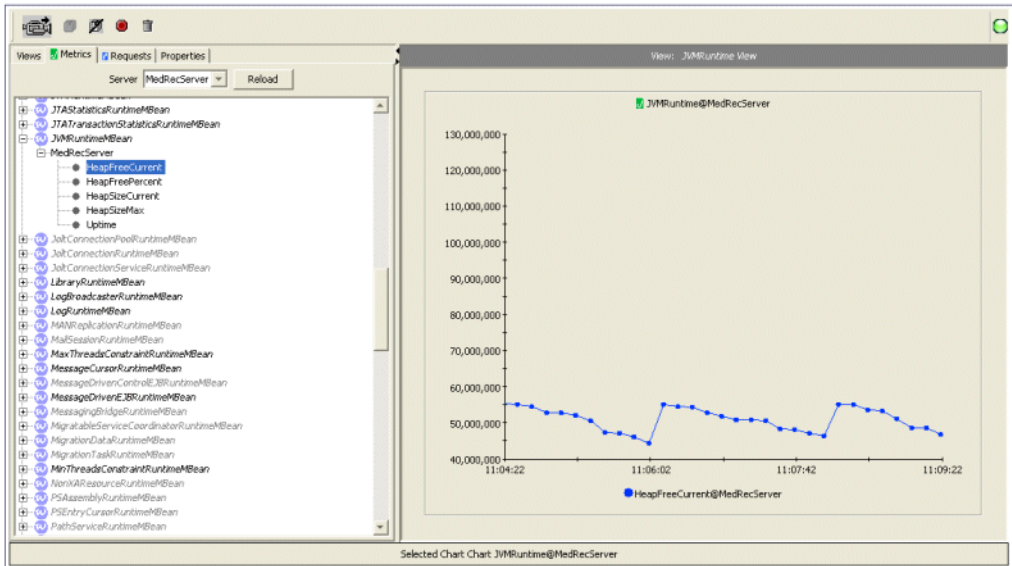 Views Metrics Requests Properties
Server MedRecServer Reload
JTAStatisticsRuntimeMBean
JTATransactionStatisticsRuntimeMBean
JVMRuntimeMBean
MedRecServer
HeapFreeCurrent
HeapFreePercent
HeapSizeCurrent
HeapSizeMax
Uptime
JoltConnectionPoolRuntimeMBean
JoltConnectionRuntimeMBean
JoltConnectionServiceRuntimeMBean
LibraryRuntimeMBean
LogBroadcasterRuntimeMBean
LogRuntimeMBean
MANReplicationRuntimeMBean
MailSessionRuntimeMBean
MaxThreadsConstraintRuntimeMBean
MessageCursorRuntimeMBean
MessageDrivenControlEJBRuntimeMBean
MessageDrivenEJBRuntimeMBean
MessagingBridgeRuntimeMBean
MigratableServiceCoordinatorRuntimeMBean
MigrationDataRuntimeMBean
MigrationTaskRuntimeMBean
MinThreadsConstraintRuntimeMBean
NonXAResourceRuntimeMBean
PSAssemblyRuntimeMBean
PSEntryCursorRuntimeMBean
PathServiceRuntimeMBean
View: JVMRuntime View
JVMRuntime@MedRecServer
130,000,000
120,000,000
110,000,000
100,000,000
90,000,000
80,000,000
70,000,000
60,000,000
50,000,000
40,000,000
11:04:22 11:06:02 11:07:42 11:09:22
HeapFreeCurrent@MedRecServer
Selected Chart Chart JVMRuntime@MedRecServer